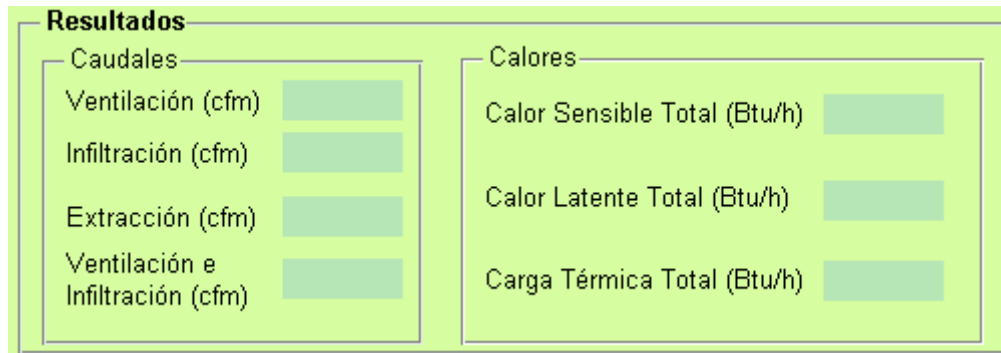 Resultados
Caudales
Ventilación (cfm)
Infiltración (cfm)
Extracción (cfm)
Ventilación e
Infiltración (cfm)
Calores
Calor Sensible Total (Btu/h)
Calor Latente Total (Btu/h)
Carga Térmica Total (Btu/h)